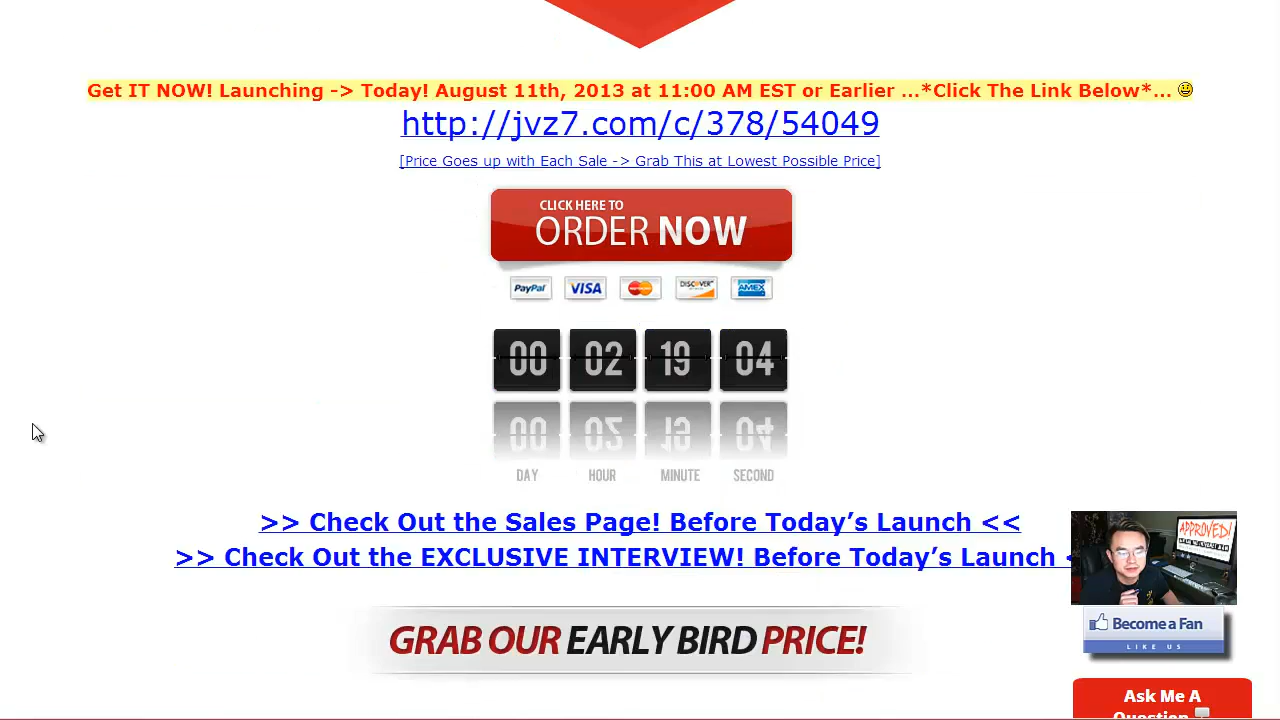 Get IT NOW! Launching -> Today! August 11th, 2013 at 11:00 AM EST or Earlier ...*Click The Link Below*...
http://jvz7.com/c/378/54049
[Price Goes up with Each Sale -> Grab This at Lowest Possible Price]
CLICK HERE TO
ORDER NOW
PayPal VISA MasterCard DISCOVER AMEX
00 02 19 04
DAY HOUR MINUTE SECOND
>> Check Out the Sales Page! Before Today’s Launch <<
>> Check Out the EXCLUSIVE INTERVIEW! Before Today’s Launch <
APPROVED!
Become a Fan
LIKE US
GRAB OUR EARLY BIRD PRICE!
Ask Me A
Question